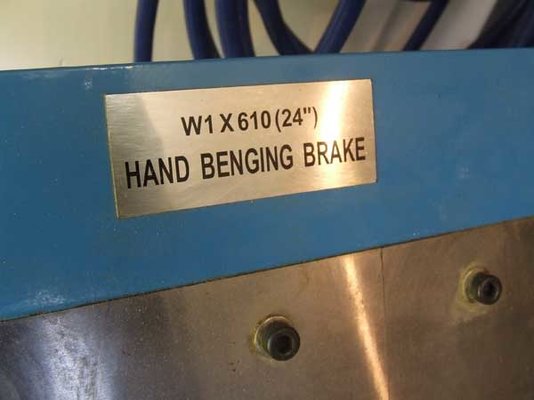 W1 X 610 (24")
HAND BENGING BRAKE